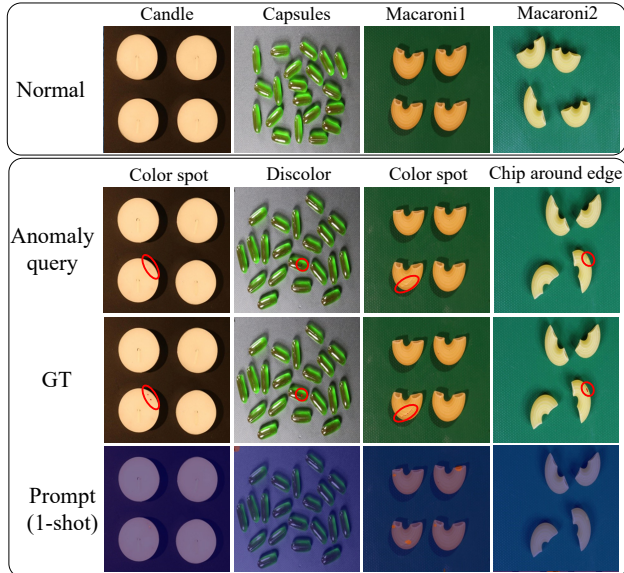 Candle Capsules Macaroni1 Macaroni2
Normal
Color spot Discolor Color spot Chip around edge
Anomaly
query
GT
Prompt
(1-shot)